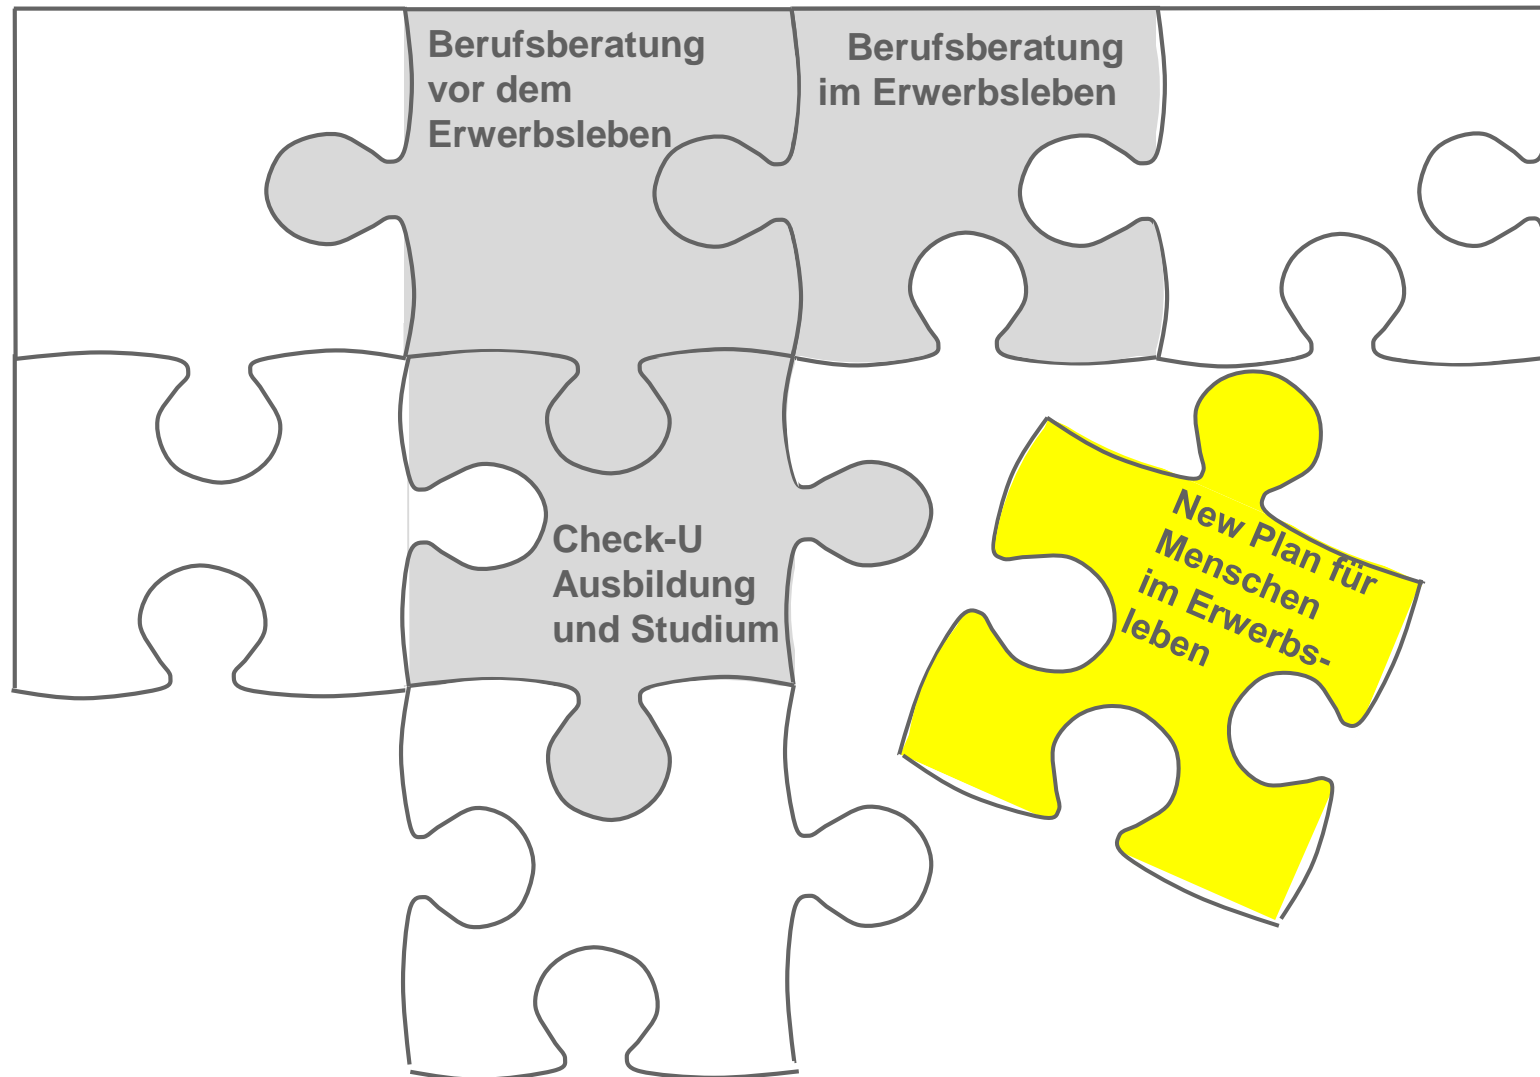 Berufsberatung
vor dem
Erwerbsleben
Berufsberatung
im Erwerbsleben
Check-U
Ausbildung
und Studium
New Plan für
Menschen
im Erwerbs-
leben